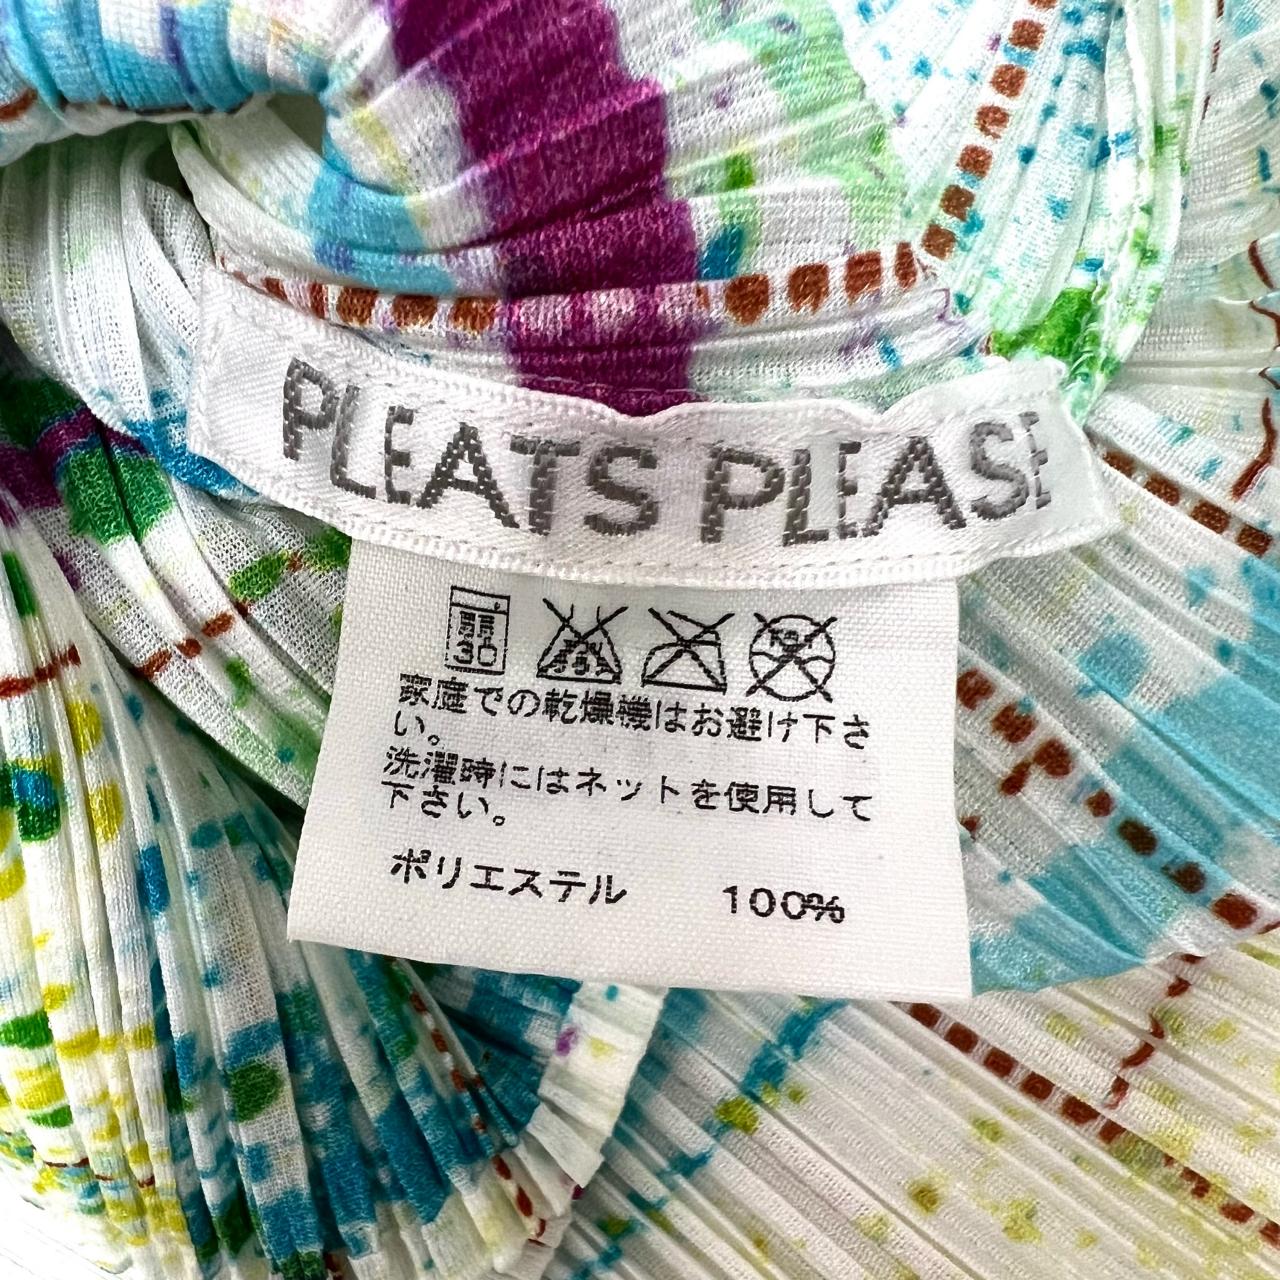 PLEATS PLEASE
弱
30
家庭での乾燥機はお避け下さ
い。
洗濯時にはネットを使用して
下さい。
ポリエステル 100%